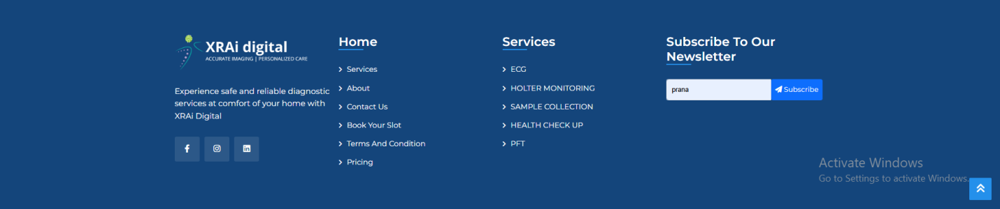 XRAi digital
ACCURATE IMAGING | PERSONALIZED CARE
Experience safe and reliable diagnostic
services at comfort of your home with
XRAi Digital
Home
Services
About
Contact Us
Book Your Slot
Terms And Condition
Pricing
Services
ECG
HOLTER MONITORING
SAMPLE COLLECTION
HEALTH CHECK UP
PFT
Subscribe To Our
Newsletter
prana
Subscribe
Activate Windows
Go to Settings to activate Windows.